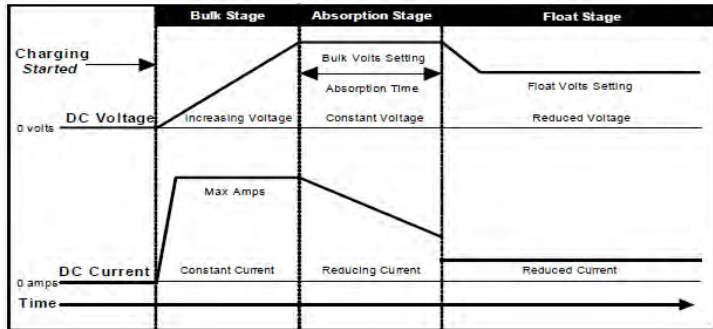 Bulk Stage Absorption Stage Float Stage
Charging
Started
Bulk Volts Setting
Absorption Time
Float Volts Setting
DC Voltage
0 volts
Increasing Voltage
Constant Voltage
Reduced Voltage
Max Amps
DC Current
0 amps
Constant Current
Reducing Current
Reduced Current
Time